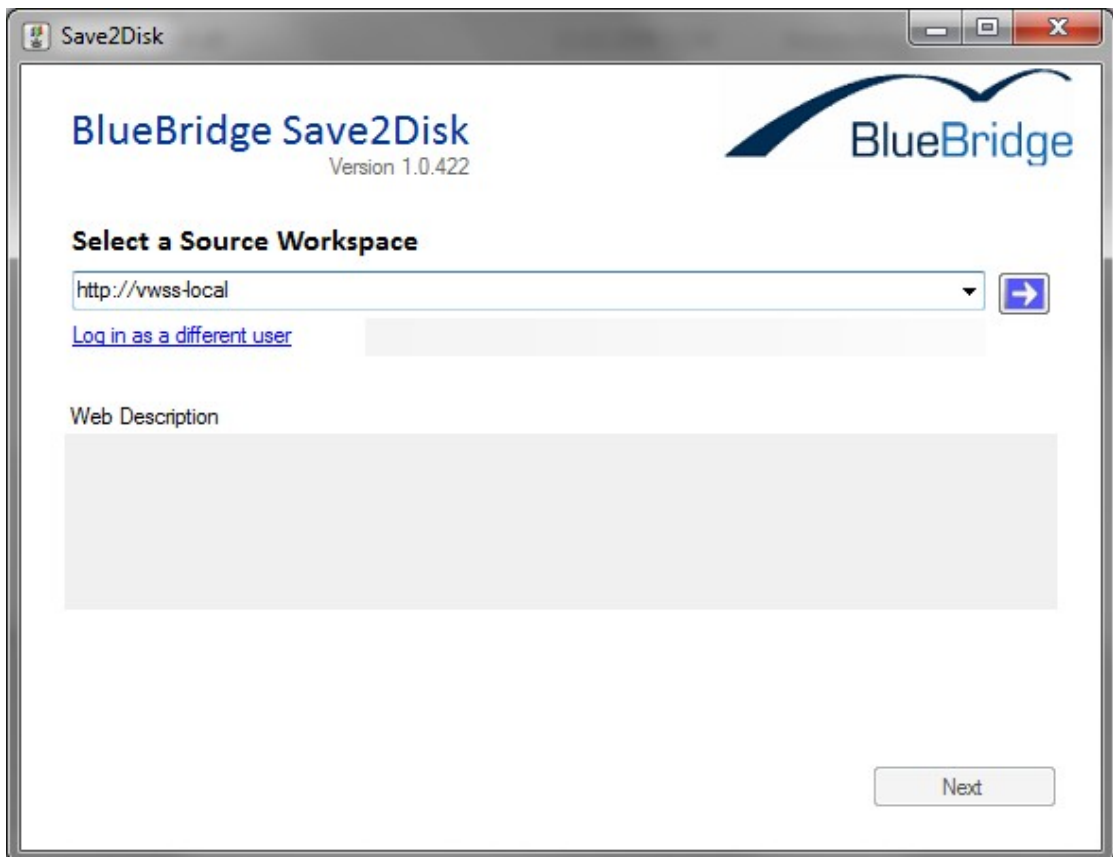 Save2Disk
BlueBridge Save2Disk
Version 1.0.422
BlueBridge
Select a Source Workspace
http://vwss-local
Log in as a different user
Web Description
Next